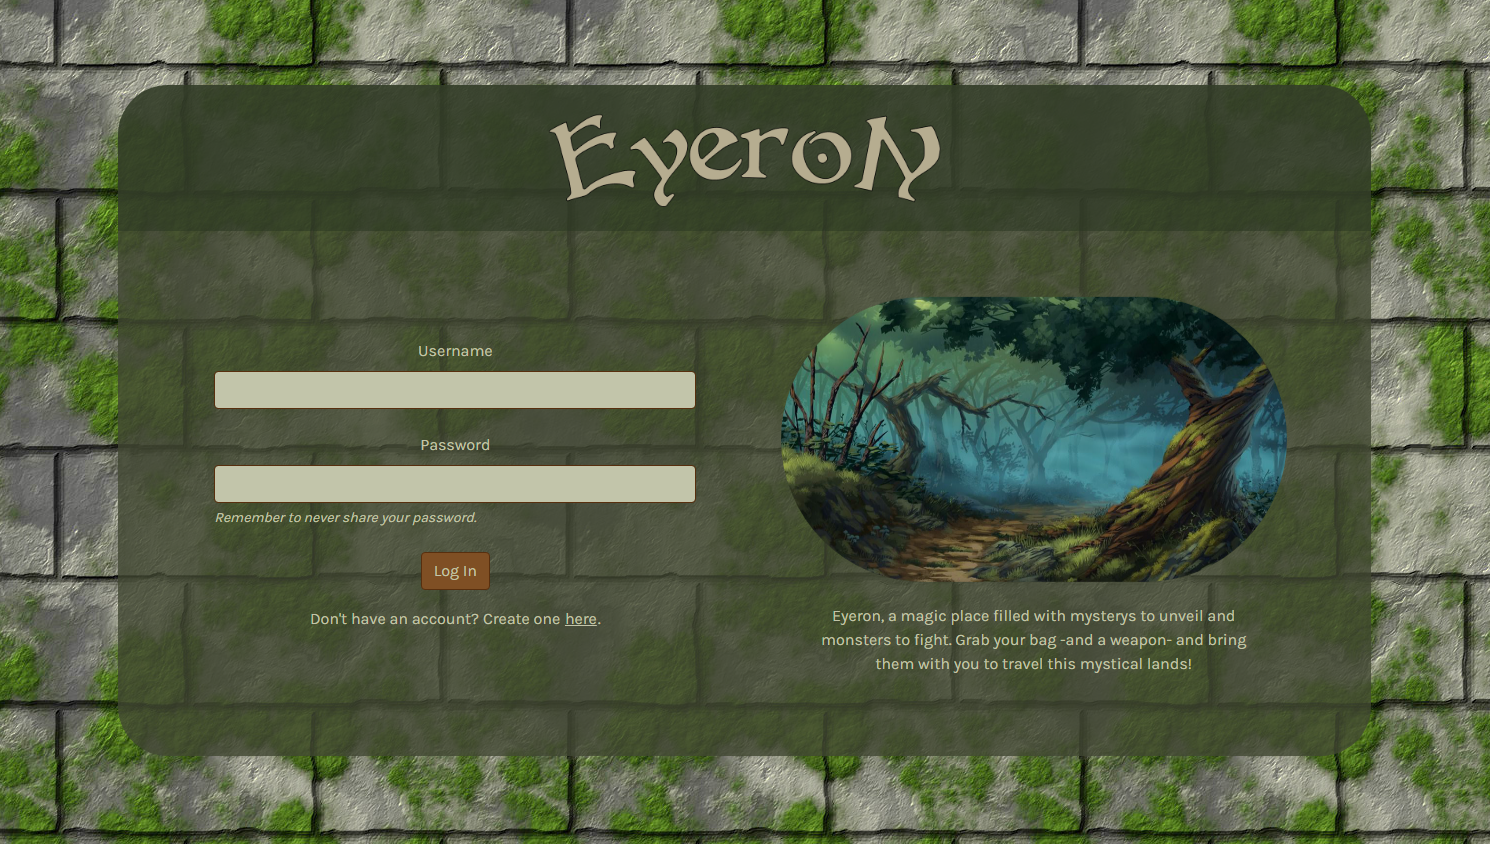 EyeroN
Username
Password
Remember to never share your password.
Log In
Don't have an account? Create one here.
Eyeron, a magic place filled with mysterys to unveil and
monsters to fight. Grab your bag -and a weapon- and bring
them with you to travel this mystical lands!